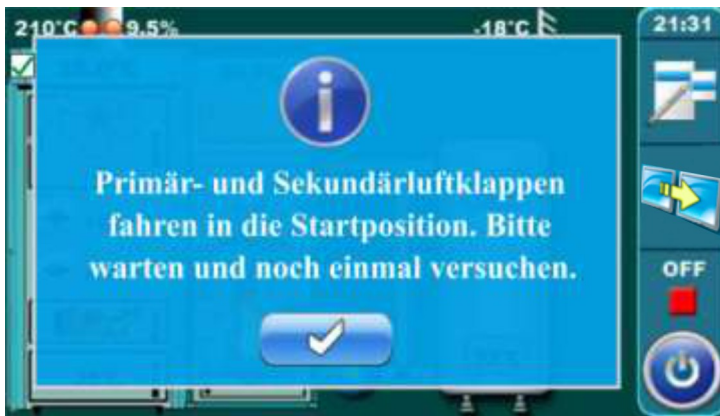 210°C 9.5% -18°C 21:31
Primär- und Sekundärluftklappen
fahren in die Startposition. Bitte
warten und noch einmal versuchen.
OFF